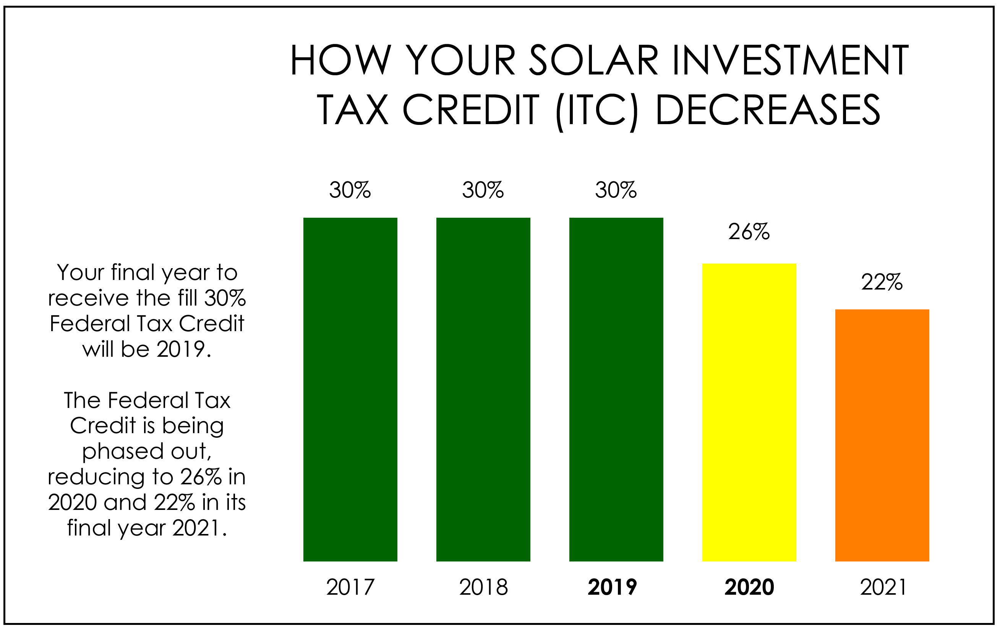 HOW YOUR SOLAR INVESTMENT
TAX CREDIT (ITC) DECREASES
30%
30%
30%
26%
22%
Your final year to
receive the fill 30%
Federal Tax Credit
will be 2019.
The Federal Tax
Credit is being
phased out,
reducing to 26% in
2020 and 22% in its
final year 2021.
2017
2018
2019
2020
2021